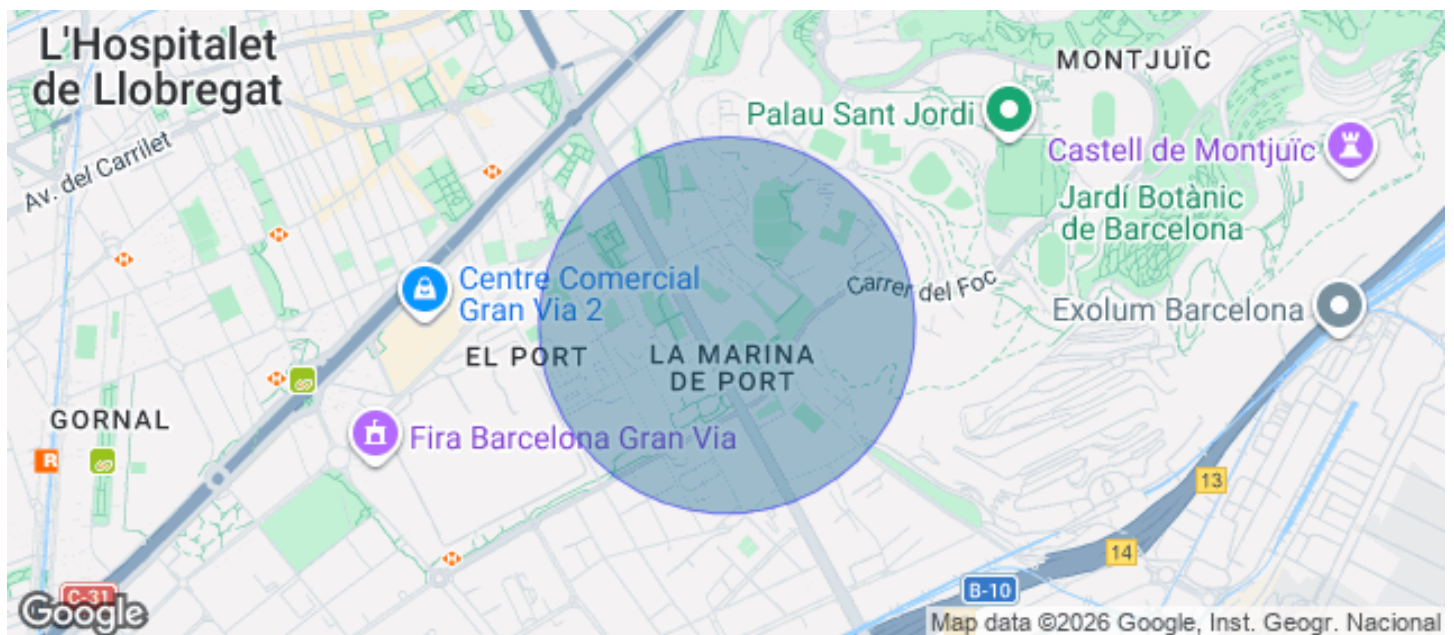 L'Hospitalet
de Llobregat
MONTJUÏC
Palau Sant Jordi
Castell de Montjuïc
Av. del Carrilet
Jardí Botànic
de Barcelona
Centre Comercial
Gran Via 2
Carrer del Foc
Exolum Barcelona
EL PORT
LA MARINA
DE PORT
GORNAL
Fira Barcelona Gran Via
R
13
14
B-10
C-31
Google
Map data ©2026 Google, Inst. Geogr. Nacional